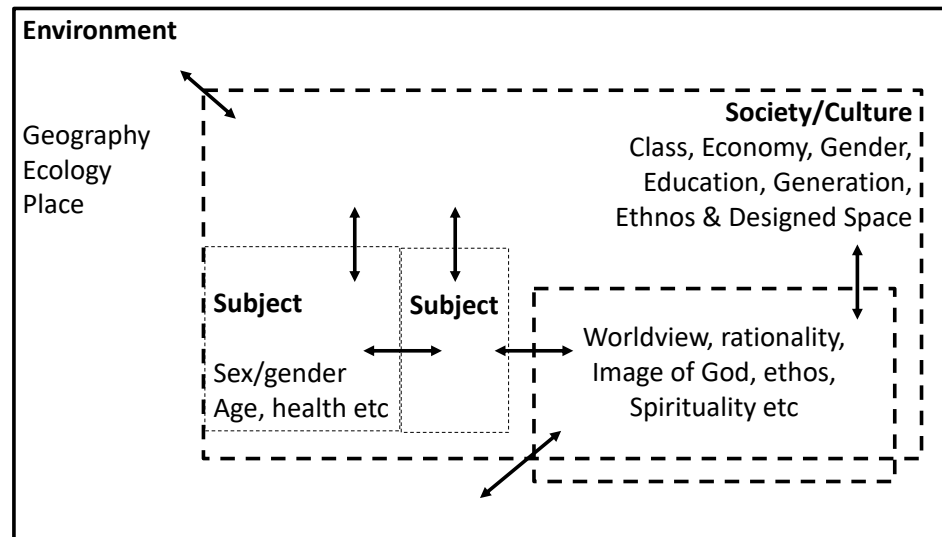 Environment
Geography
Ecology
Place
Society/Culture
Class, Economy, Gender,
Education, Generation,
Ethnos & Designed Space
Subject
Sex/gender
Age, health etc
Subject
Worldview, rationality,
Image of God, ethos,
Spirituality etc